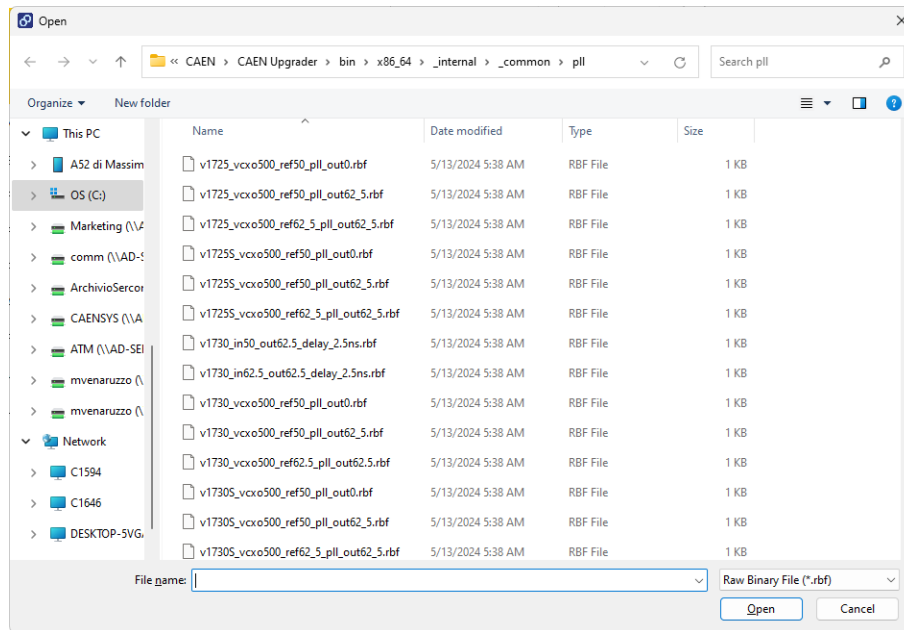 Open
« CAEN > CAEN Upgrader > bin > x86_64 > _internal > _common > pll
Search pll
Organize New folder
Name Date modified Type Size
This PC
A52 di Massim
OS (C:)
Marketing (\\A
comm (\\AD-S
ArchivioSercor
CAENSYS (\\A
ATM (\\AD-SEI
mvenaruzzo (\
mvenaruzzo (\
Network
C1594
C1646
DESKTOP-5VG
v1725_vcxo500_ref50_pll_out0.rbf 5/13/2024 5:38 AM RBF File 1 KB
v1725_vcxo500_ref50_pll_out62_5.rbf 5/13/2024 5:38 AM RBF File 1 KB
v1725_vcxo500_ref62_5_pll_out62_5.rbf 5/13/2024 5:38 AM RBF File 1 KB
v1725S_vcxo500_ref50_pll_out0.rbf 5/13/2024 5:38 AM RBF File 1 KB
v1725S_vcxo500_ref50_pll_out62_5.rbf 5/13/2024 5:38 AM RBF File 1 KB
v1725S_vcxo500_ref62_5_pll_out62_5.rbf 5/13/2024 5:38 AM RBF File 1 KB
v1730_in50_out62.5_delay_2.5ns.rbf 5/13/2024 5:38 AM RBF File 1 KB
v1730_in62.5_out62.5_delay_2.5ns.rbf 5/13/2024 5:38 AM RBF File 1 KB
v1730_vcxo500_ref50_pll_out0.rbf 5/13/2024 5:38 AM RBF File 1 KB
v1730_vcxo500_ref50_pll_out62_5.rbf 5/13/2024 5:38 AM RBF File 1 KB
v1730_vcxo500_ref62.5_pll_out62.5.rbf 5/13/2024 5:38 AM RBF File 1 KB
v1730S_vcxo500_ref50_pll_out0.rbf 5/13/2024 5:38 AM RBF File 1 KB
v1730S_vcxo500_ref50_pll_out62_5.rbf 5/13/2024 5:38 AM RBF File 1 KB
v1730S_vcxo500_ref62_5_pll_out62_5.rbf 5/13/2024 5:38 AM RBF File 1 KB
File name: Raw Binary File (*.rbf)
Open Cancel